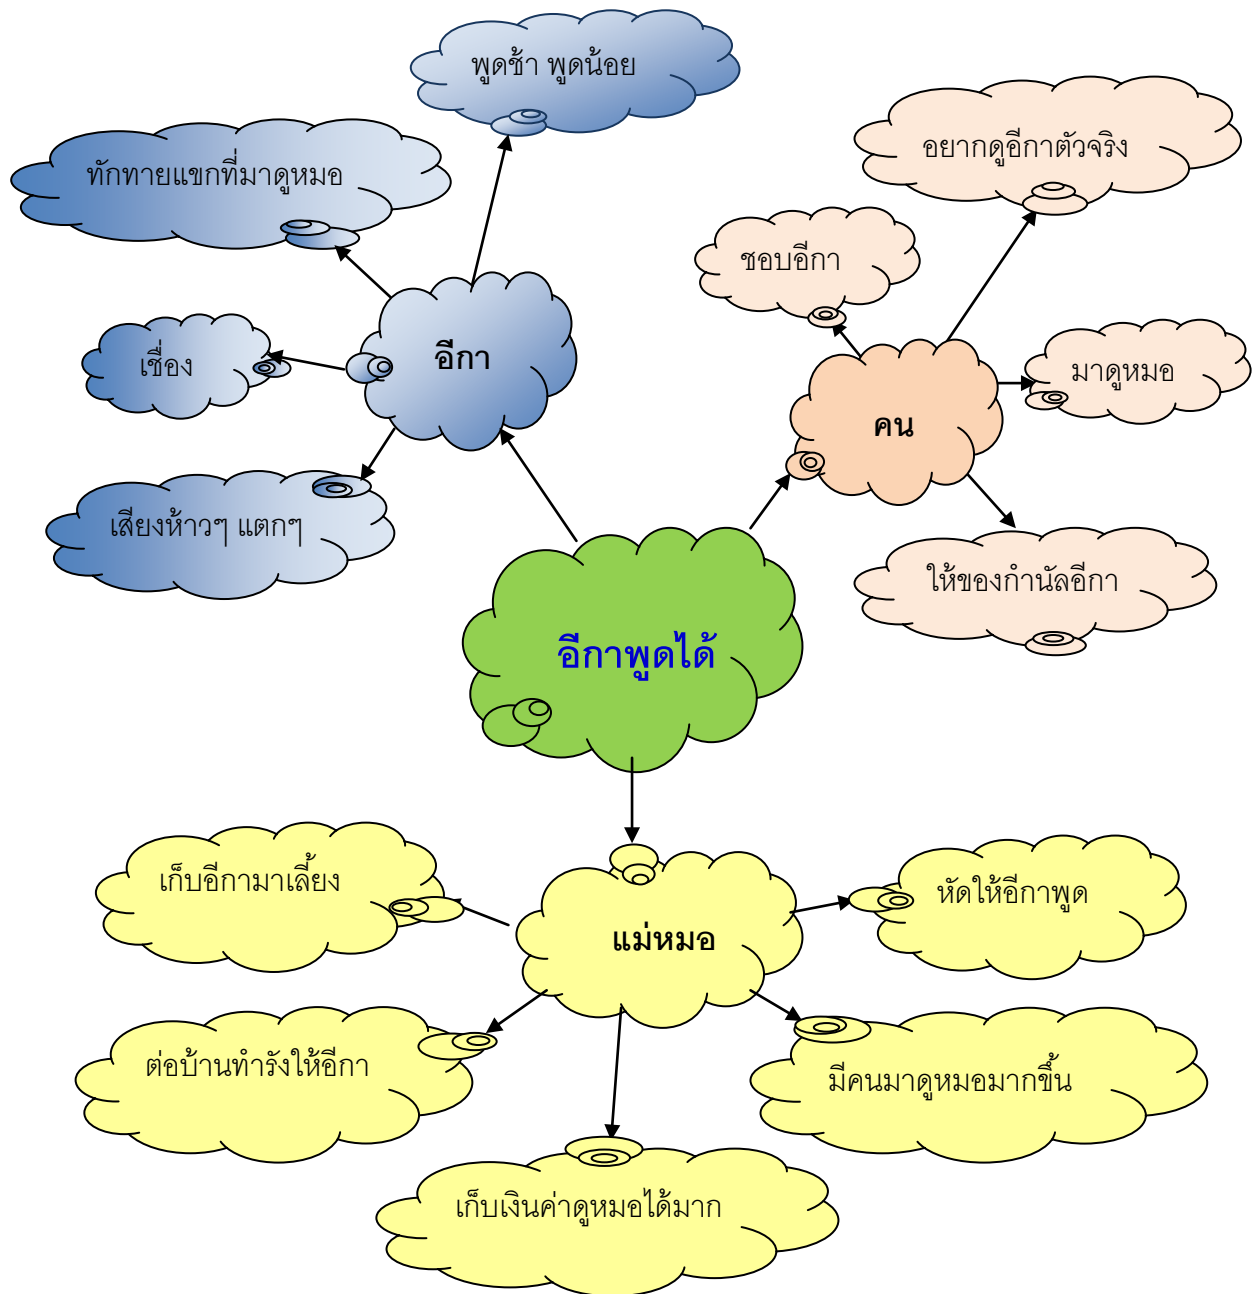 พูดช้า พูดน้อย
อยากดูอีกาตัวจริง
ทักทายแขกที่มาดูหมอ
ชอบอีกา
อีกา
เชื่อง
มาดูหมอ
คน
เสียงห้าวๆ แตกๆ
ให้ของกำนัลอีกา
อีกาพูดได้
เก็บอีกามาเลี้ยง
หัดให้อีกาพูด
แม่หมอ
ต่อบ้านทำรังให้อีกา
มีคนมาดูหมอมากขึ้น
เก็บเงินค่าดูหมอได้มาก